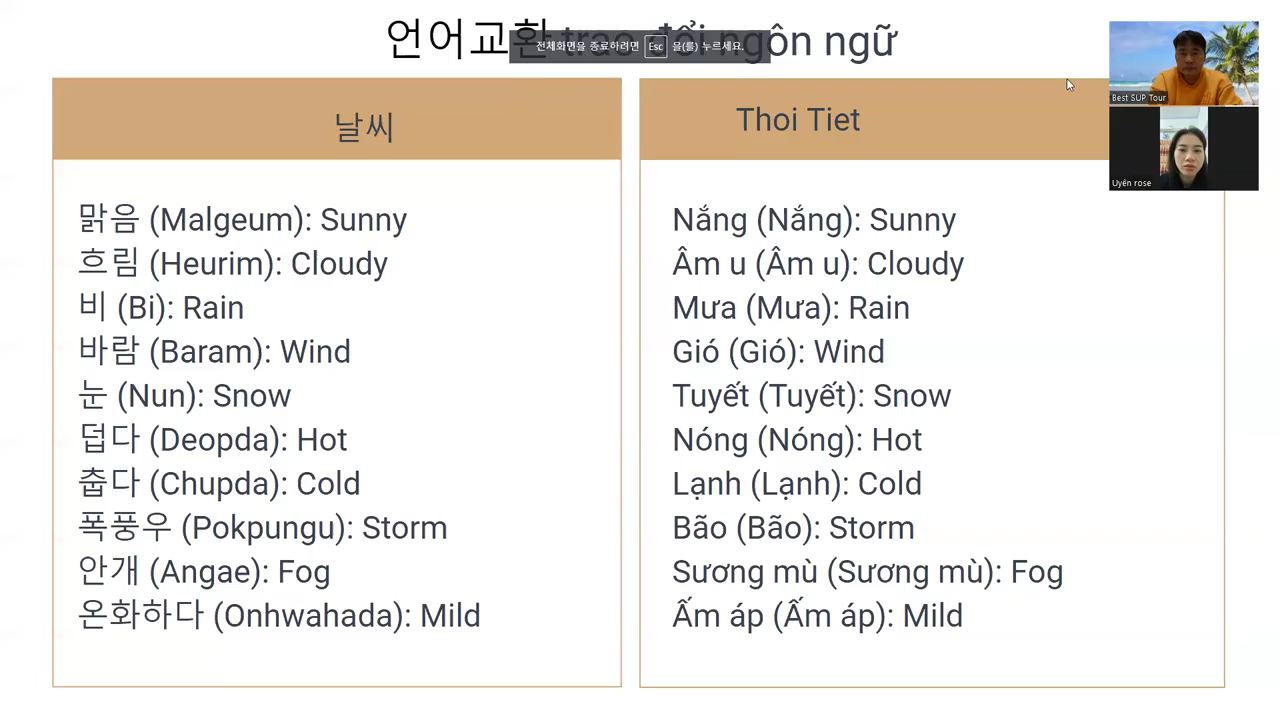 언어교환 trao đổi ngôn ngữ
전체화면을 종료하려면 Esc 을(를) 누르세요.
날씨
맑음 (Malgeum): Sunny
흐림 (Heurim): Cloudy
비 (Bi): Rain
바람 (Baram): Wind
눈 (Nun): Snow
덥다 (Deopda): Hot
춥다 (Chupda): Cold
폭풍우 (Pokpungu): Storm
안개 (Angae): Fog
온화하다 (Onhwahada): Mild
Thoi Tiet
Nắng (Nắng): Sunny
Âm u (Âm u): Cloudy
Mưa (Mưa): Rain
Gió (Gió): Wind
Tuyết (Tuyết): Snow
Nóng (Nóng): Hot
Lạnh (Lạnh): Cold
Bão (Bão): Storm
Sương mù (Sương mù): Fog
Ấm áp (Ấm áp): Mild
Best SUP Tour
Uyên rose